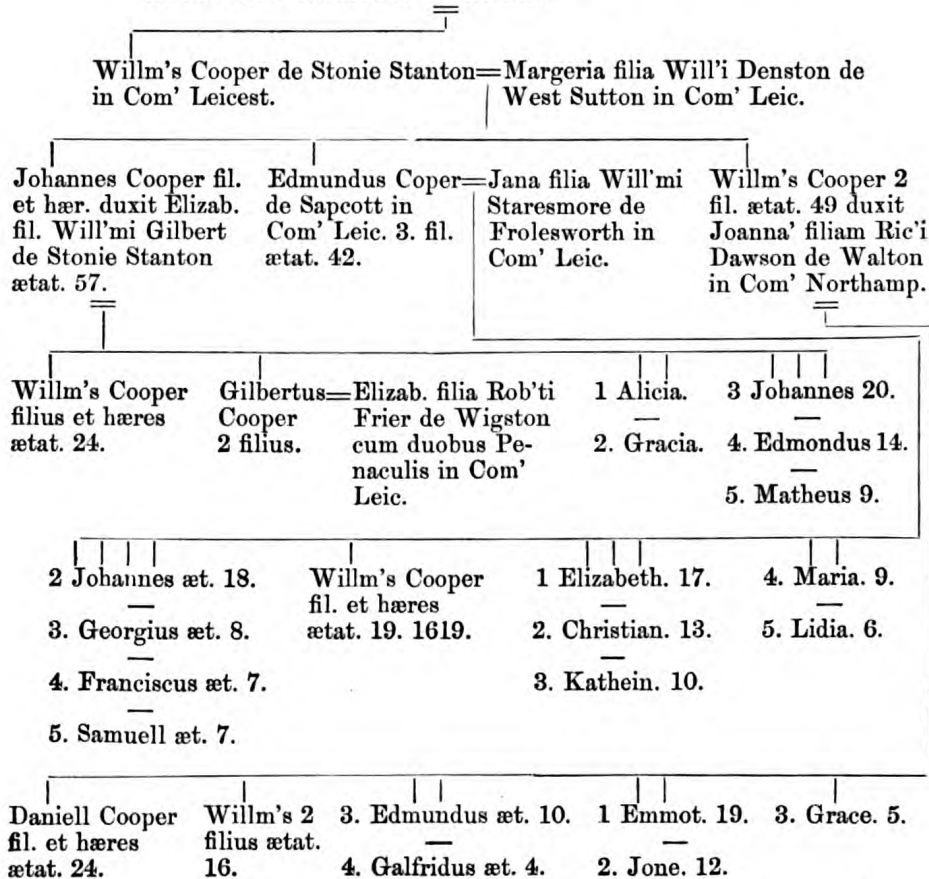 Willm's Cooper de Stonie Stanton=Margeria filia Will'i Denston de
in Com' Leicest. West Sutton in Com' Leic.
Johannes Cooper fil.
et hær. duxit Elizab.
fil. Will'mi Gilbert
de Stonie Stanton
ætat. 57.
Edmundus Coper=Jana filia Will'mi
de Sapcott in Staresmore de
Com' Leic. 3. fil. Frolesworth in
ætat. 42. Com' Leic.
Willm's Cooper 2
fil. ætat. 49 duxit
Joanna' filiam Ric'i
Dawson de Walton
in Com' Northamp.
Willm's Cooper
filius et hæres
ætat. 24.
Gilbertus=Elizab. filia Rob'ti
Cooper Frier de Wigston
2 filius. cum duobus Pe-
naculis in Com'
Leic.
1 Alicia.
2. Gracia.
3 Johannes 20.
4. Edmondus 14.
5. Matheus 9.
2 Johannes æt. 18.
3. Georgius æt. 8.
4. Franciscus æt. 7.
5. Samuell æt. 7.
Willm's Cooper
fil. et hæres
ætat. 19. 1619.
1 Elizabeth. 17.
2. Christian. 13.
3. Kathein. 10.
4. Maria. 9.
5. Lidia. 6.
Daniell Cooper
fil. et hæres
ætat. 24.
Willm's 2
filius ætat.
16.
3. Edmundus æt. 10.
4. Galfridus æt. 4.
1 Emmot. 19.
2. Jone. 12.
3. Grace. 5.